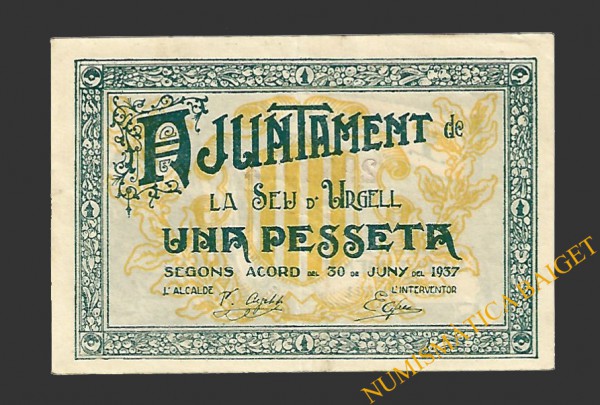 AJUNTAMENT de
LA SEU D'URGELL
UNA PESSETA
SEGONS ACORD DEL 30 DE JUNY DEL 1937
L'ALCALDE L'INTERVENTOR
NUMISMATICA BAIGET